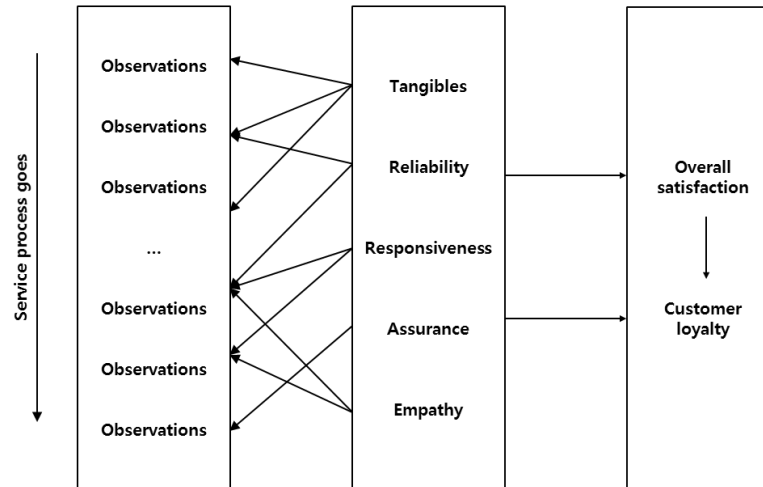 Service process goes
Observations
Observations
Observations
...
Observations
Observations
Observations
Tangibles
Reliability
Responsiveness
Assurance
Empathy
Overall
satisfaction
Customer
loyalty